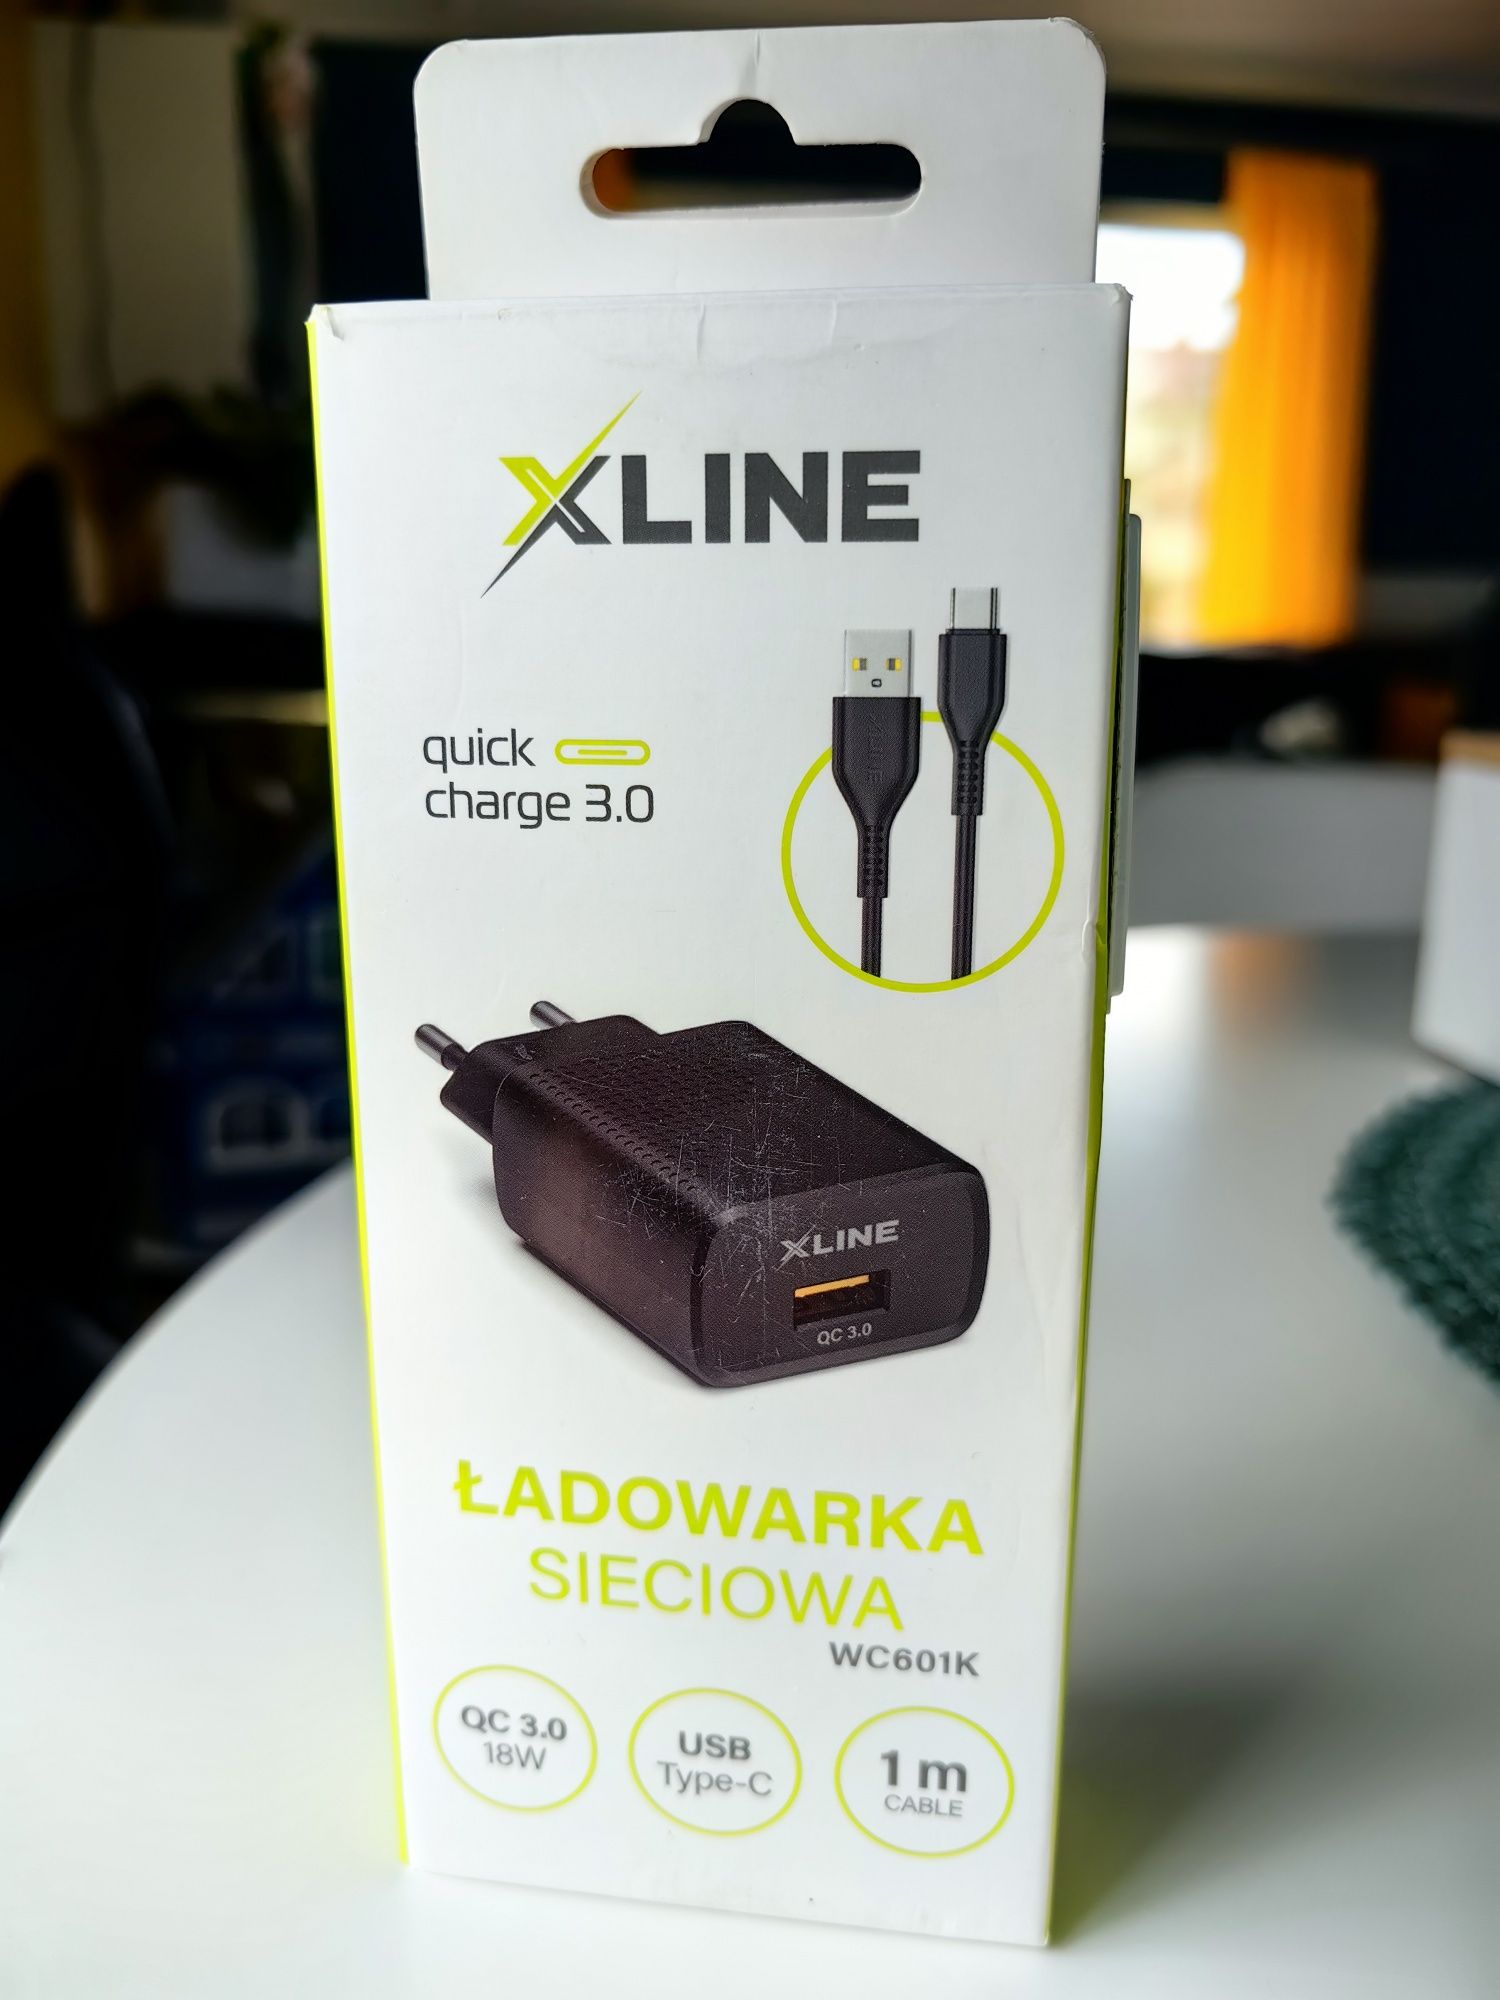 XLINE
quick
charge 3.0
XLINE
XLINE
QC 3.0
ŁADOWARKA
SIECIOWA
WC601K
QC 3.0
18W
USB
Type-C
1 m
CABLE